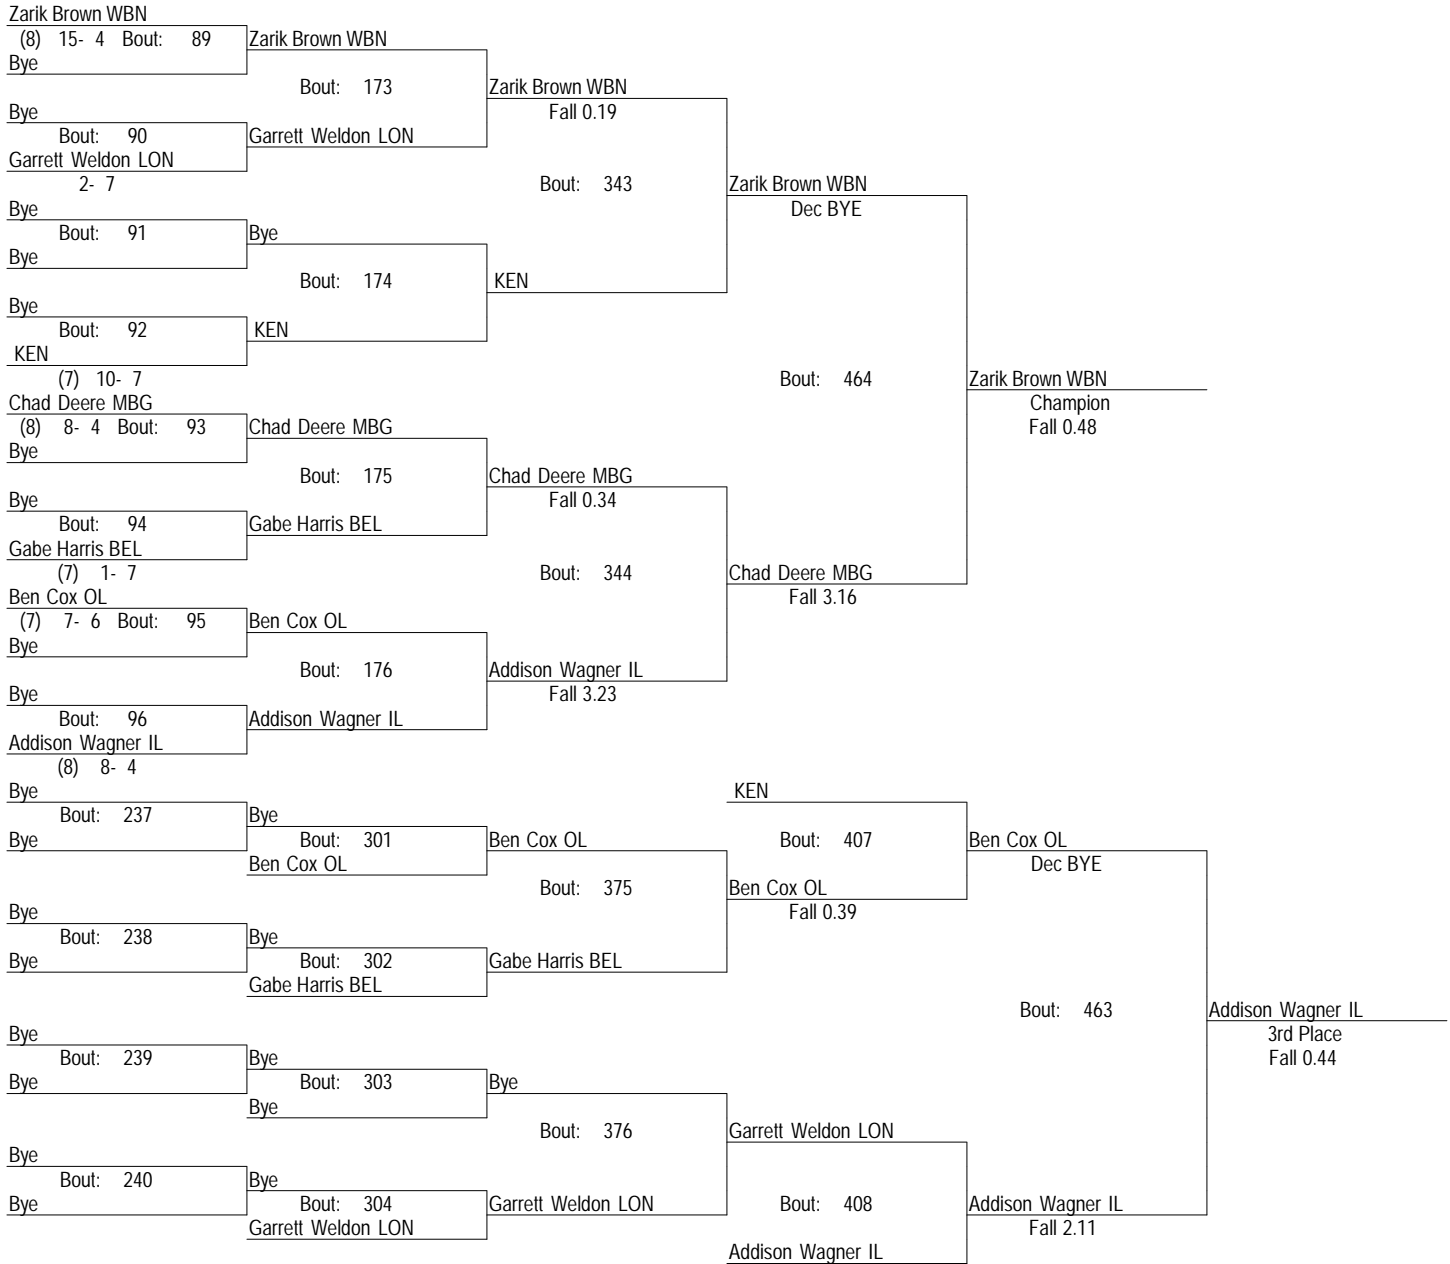 Zarik Brown WBN
(8) 15- 4 Bout: 89 Zarik Brown WBN
Bye
Bout: 173 Zarik Brown WBN
Bye Fall 0.19
Bout: 90 Garrett Weldon LON
Garrett Weldon LON
2- 7 Bout: 343 Zarik Brown WBN
Bye Dec BYE
Bout: 91 Bye
Bye
Bout: 174 KEN
Bye
Bout: 92 KEN
KEN
(7) 10- 7 Bout: 464 Zarik Brown WBN
Chad Deere MBG Champion
(8) 8- 4 Bout: 93 Chad Deere MBG Fall 0.48
Bye
Bout: 175 Chad Deere MBG
Bye Fall 0.34
Bout: 94 Gabe Harris BEL
Gabe Harris BEL
(7) 1- 7 Bout: 344 Chad Deere MBG
Ben Cox OL Fall 3.16
(7) 7- 6 Bout: 95 Ben Cox OL
Bye
Bout: 176 Addison Wagner IL
Bye Fall 3.23
Bout: 96 Addison Wagner IL
Addison Wagner IL
(8) 8- 4
Bye KEN
Bout: 237 Bye
Bye Bout: 301 Ben Cox OL Bout: 407 Ben Cox OL
Ben Cox OL Dec BYE
Bout: 375 Ben Cox OL
Bye Fall 0.39
Bout: 238 Bye
Bye Bout: 302 Gabe Harris BEL
Gabe Harris BEL
Bout: 463 Addison Wagner IL
Bye 3rd Place
Bout: 239 Bye Fall 0.44
Bye Bout: 303 Bye
Bye
Bout: 376 Garrett Weldon LON
Bye
Bout: 240 Bye
Bye Bout: 304 Garrett Weldon LON Bout: 408 Addison Wagner IL
Garrett Weldon LON Fall 2.11
Addison Wagner IL